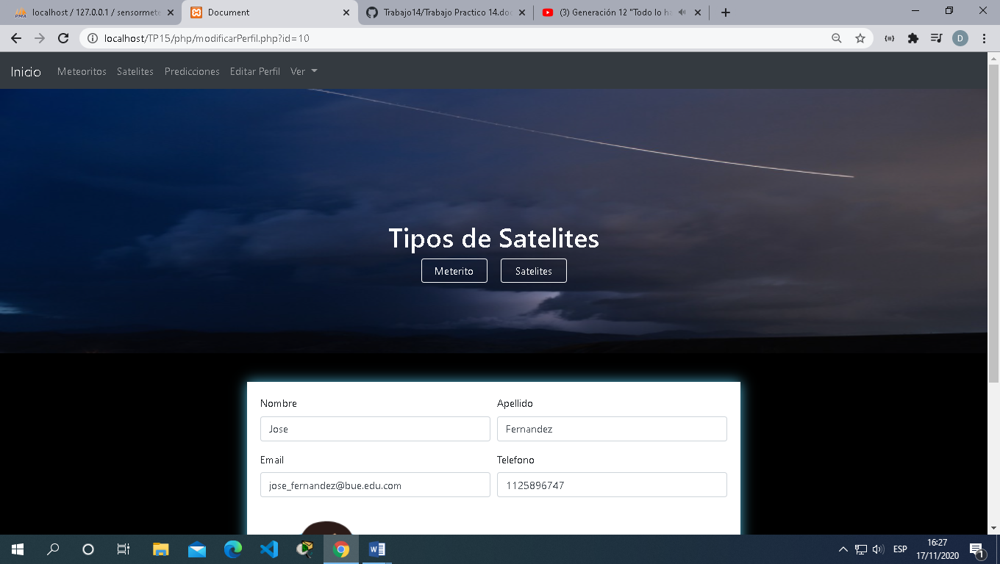 localhost / 127.0.0.1 / sensormete
Document
Trabajo14/Trabajo Practico 14.doc
(3) Generación 12 "Todo lo ha
localhost/TP15/php/modificarPerfil.php?id=10
D
Inicio Meteoritos Satelites Predicciones Editar Perfil Ver
Tipos de Satelites
Meterito Satelites
Nombre Apellido
Jose Fernandez
Email Telefono
jose_fernandez@bue.edu.com 1125896747
ESP
16:27
17/11/2020
1